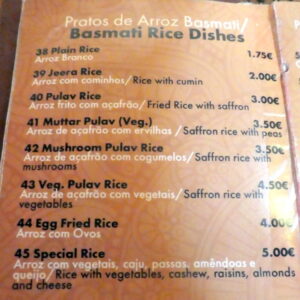 Pratos de Arroz Basmati/
Basmati Rice Dishes
38 Plain Rice 1.75€
Arroz Branco
39 Jeera Rice 2.00€
Arroz com cominhos/Rice with cumin
40 Pulav Rice 3.00€
Arroz frito com açafrão/Fried Rice with saffron
41 Muttar Pulav (Veg.) 3.50€
Arroz de açafrão com ervilhas/Saffron rice with peas
42 Mushroom Pulav Rice 3.50€
Arroz de açafrão com cogumelos/Saffron rice with
mushrooms
43 Veg. Pulav Rice 4.50€
Arroz de açafrão com vegetais/Saffron rice with
vegetables
44 Egg Fried Rice 4.00€
Arroz com Ovos
45 Special Rice 5.00€
Arroz com vegetais, caju, passas, amêndoas e
queijo/Rice with vegetables, cashew, raisins, almonds
and cheese